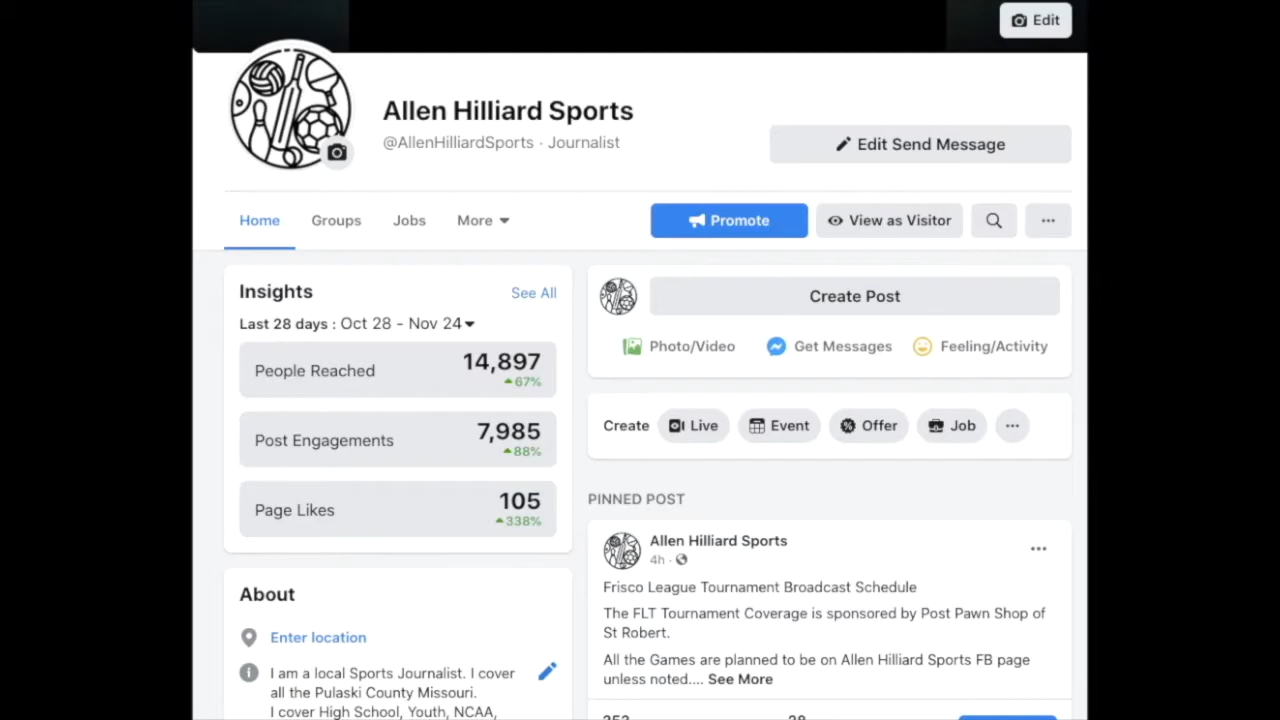 Edit
Allen Hilliard Sports
@AllenHilliardSports · Journalist
Edit Send Message
Home
Groups
Jobs
More
Promote
View as Visitor
Insights
See All
Last 28 days : Oct 28 - Nov 24
People Reached
14,897
67%
Post Engagements
7,985
88%
Page Likes
105
338%
About
Enter location
I am a local Sports Journalist. I cover
all the Pulaski County Missouri.
I cover High School, Youth, NCAA,
Create Post
Photo/Video
Get Messages
Feeling/Activity
Create
Live
Event
Offer
Job
PINNED POST
Allen Hilliard Sports
4h ·
Frisco League Tournament Broadcast Schedule
The FLT Tournament Coverage is sponsored by Post Pawn Shop of
St Robert.
All the Games are planned to be on Allen Hilliard Sports FB page
unless noted.... See More